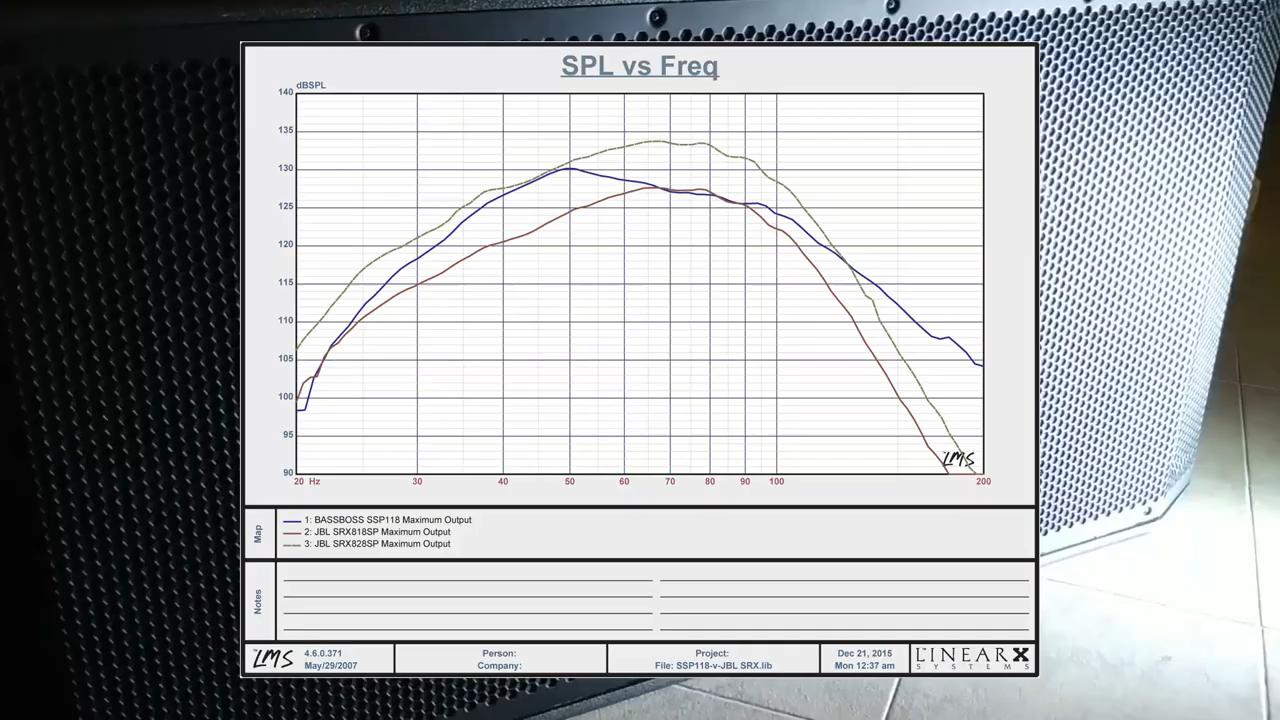 SPL vs Freq
dBSPL
140
135
130
125
120
115
110
105
100
95
90
20 Hz 30 40 50 60 70 80 90 100 200
LMS
Map
1: BASSBOSS SSP118 Maximum Output
2: JBL SRX818SP Maximum Output
3: JBL SRX828SP Maximum Output
Notes
LMS
4.6.0.371
May/29/2007
Person:
Company:
Project:
File: SSP118-v-JBL SRX.lib
Dec 21, 2015
Mon 12:37 am
LINEARX
SYSTEMS